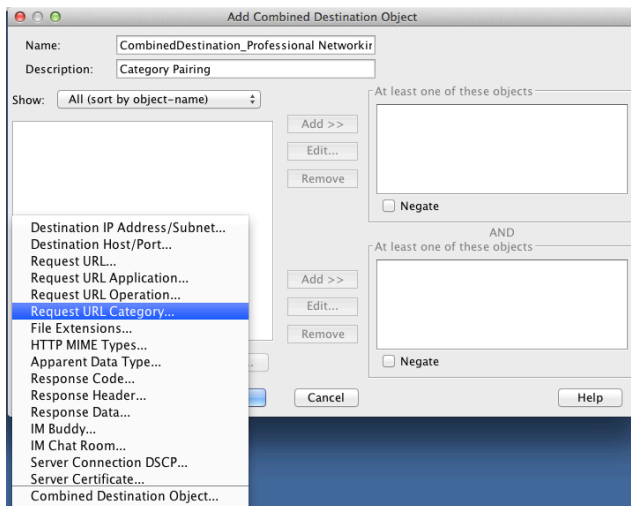 Add Combined Destination Object
Name: CombinedDestination_Professional Networkin
Description: Category Pairing
Show: All (sort by object-name)
At least one of these objects
Add >>
Edit...
Remove
Negate
AND
At least one of these objects
Add >>
Edit...
Remove
Negate
Destination IP Address/Subnet...
Destination Host/Port...
Request URL...
Request URL Application...
Request URL Operation...
Request URL Category...
File Extensions...
HTTP MIME Types...
Apparent Data Type...
Response Code...
Response Header...
Response Data...
IM Buddy...
IM Chat Room...
Server Connection DSCP...
Server Certificate...
Combined Destination Object...
Cancel
Help